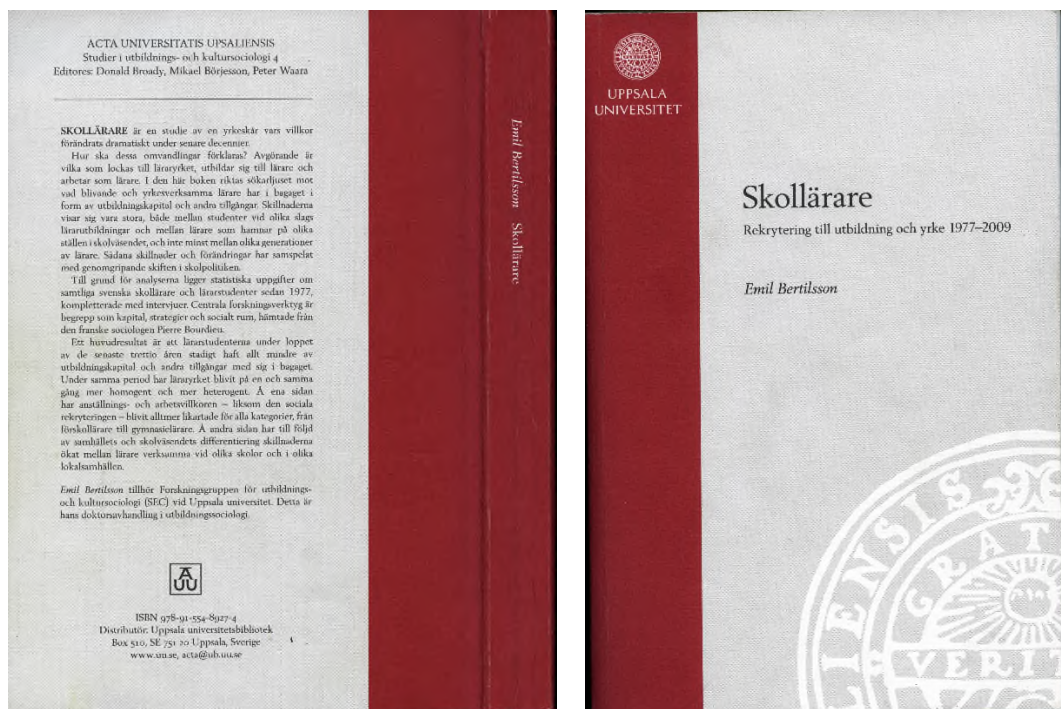 ACTA UNIVERSITATIS UPSALIENSIS
Studier i utbildnings- och kultursociologi 4
Editores: Donald Broady, Mikael Börjesson, Peter Waara
SKOLLÄRARE är en studie av en yrkeskår vars villkor
förändrats dramatiskt under senare decennier.
Hur ska dessa omvandlingar förklaras? Avgörande är
vilka som lockas till läraryrket, utbildar sig till lärare och
arbetar som lärare. I den här boken riktas sökarljuset mot
vad blivande och yrkesverksamma lärare har i bagaget i
form av utbildningskapital och andra tillgångar. Skillnaderna
visar sig vara stora, både mellan studenter vid olika slags
lärarutbildningar och mellan lärare som hamnar på olika
ställen i skolväsendet, och inte minst mellan olika generationer
av lärare. Sådana skillnader och förändringar har samspelat
med genomgripande skiften i skolpolitiken.
Till grund för analyserna ligger statistiska uppgifter om
samtliga svenska skollärare och lärarstudenter sedan 1977,
kompletterade med intervjuer. Centrala forskningsverktyg är
begrepp som kapital, strategier och socialt rum, hämtade från
den franske sociologen Pierre Bourdieu.
Ett huvudresultat är att lärarstudenterna under loppet
av de senaste trettio åren stadigt haft allt mindre av
utbildningskapital och andra tillgångar med sig i bagaget.
Under samma period har läraryrket blivit på en och samma
gång mer homogent och mer heterogent. Å ena sidan
har anställnings- och arbetsvillkoren – liksom den sociala
rekryteringen – blivit alltmer likartade för alla kategorier, från
förskollärare till gymnasielärare. Å andra sidan har till följd
av samhällets och skolväsendets differentiering skillnaderna
ökat mellan lärare verksamma vid olika skolor och i olika
lokalsamhällen.
Emil Bertilsson tillhör Forskningsgruppen för utbildnings-
och kultursociologi (SEC) vid Uppsala universitet. Detta är
hans doktorsavhandling i utbildningssociologi.
AUU
ISBN 978-91-554-8927-4
Distributör: Uppsala universitetsbibliotek
Box 510, SE 751 20 Uppsala, Sverige
www.uu.se, acta@ub.uu.se
Emil Bertilsson Skollärare
UPPSALA
UNIVERSITET
Skollärare
Rekrytering till utbildning och yrke 1977–2009
Emil Bertilsson
LIENSIS
GRAT
VERIT